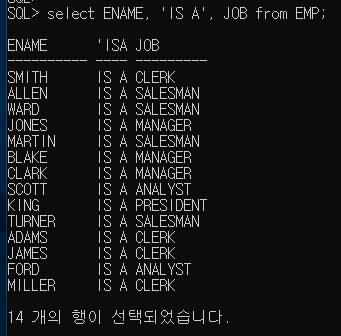 SQL> select ENAME, 'IS A', JOB from EMP;
ENAME 'ISA JOB
---------- ---- ---------
SMITH IS A CLERK
ALLEN IS A SALESMAN
WARD IS A SALESMAN
JONES IS A MANAGER
MARTIN IS A SALESMAN
BLAKE IS A MANAGER
CLARK IS A MANAGER
SCOTT IS A ANALYST
KING IS A PRESIDENT
TURNER IS A SALESMAN
ADAMS IS A CLERK
JAMES IS A CLERK
FORD IS A ANALYST
MILLER IS A CLERK
14 개의 행이 선택되었습니다.